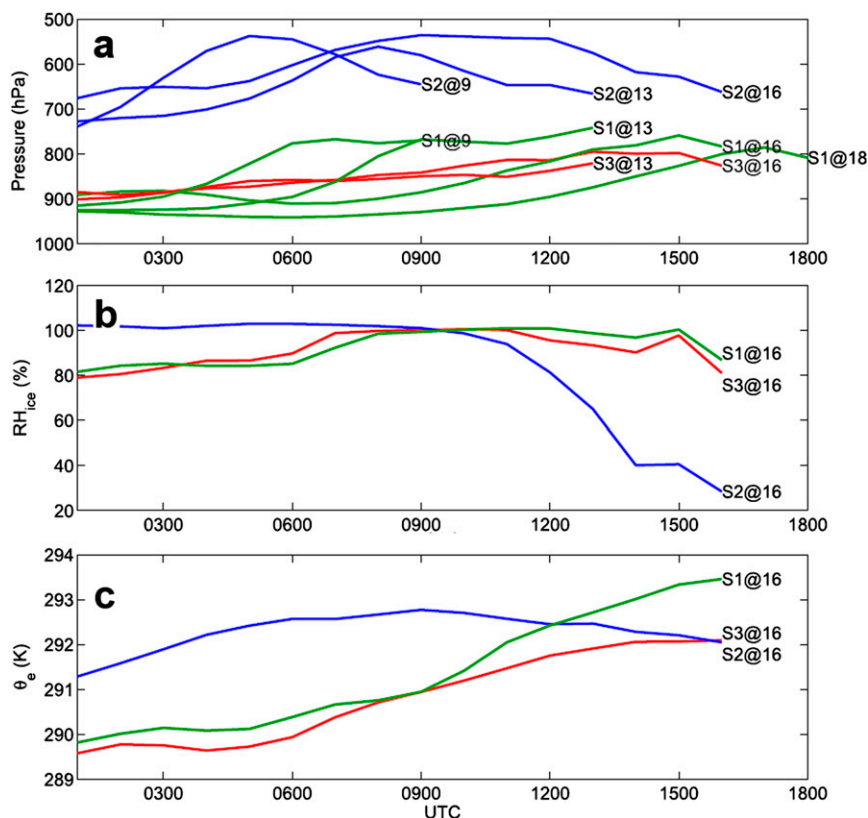 a
500
600
700
800
900
1000
Pressure (hPa)
S2@9
S2@13
S2@16
S1@9
S1@13
S1@16
S3@13
S3@16
S1@18
0300
0600
0900
1200
1500
1800
b
120
100
80
60
40
20
RHice (%)
S1@16
S3@16
S2@16
0300
0600
0900
1200
1500
1800
c
294
293
292
291
290
289
θe (K)
S1@16
S3@16
S2@16
0300
0600
0900
1200
1500
1800
UTC